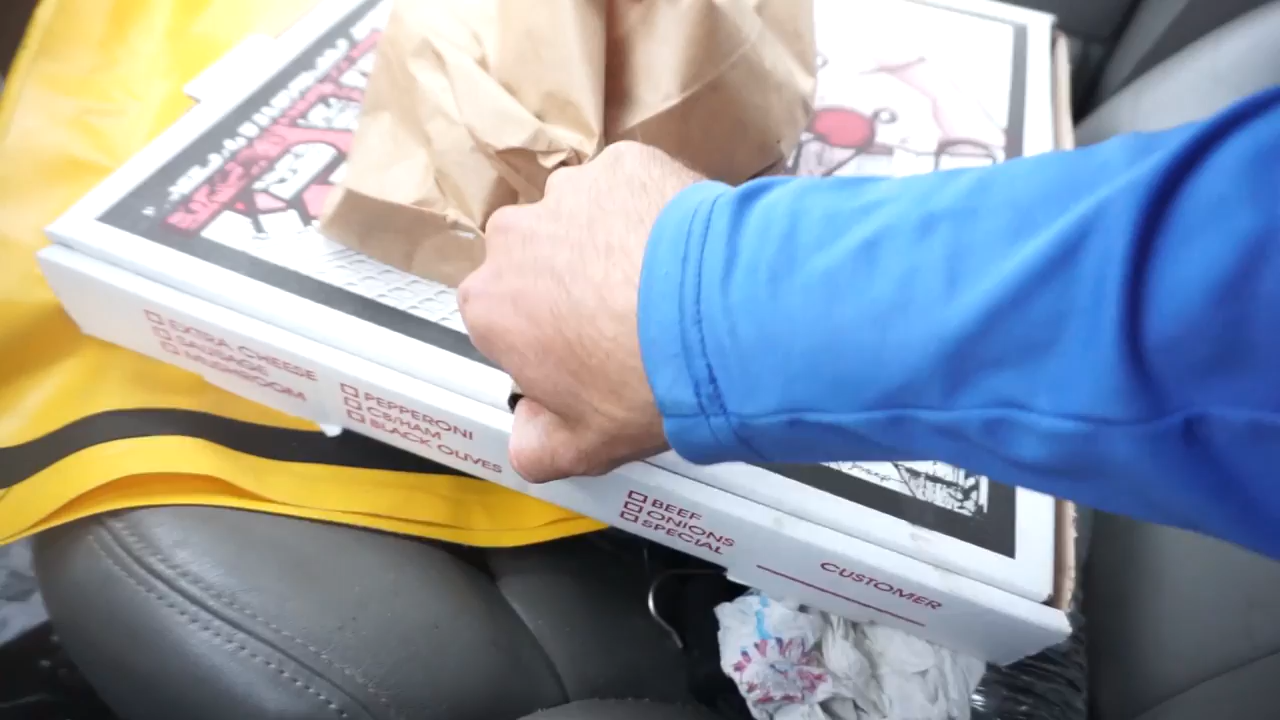 EXTRA CHEESE
SAUSAGE
MUSHROOM
PEPPERONI
CB/HAM
BLACK OLIVES
BEEF
ONIONS
SPECIAL
CUSTOMER